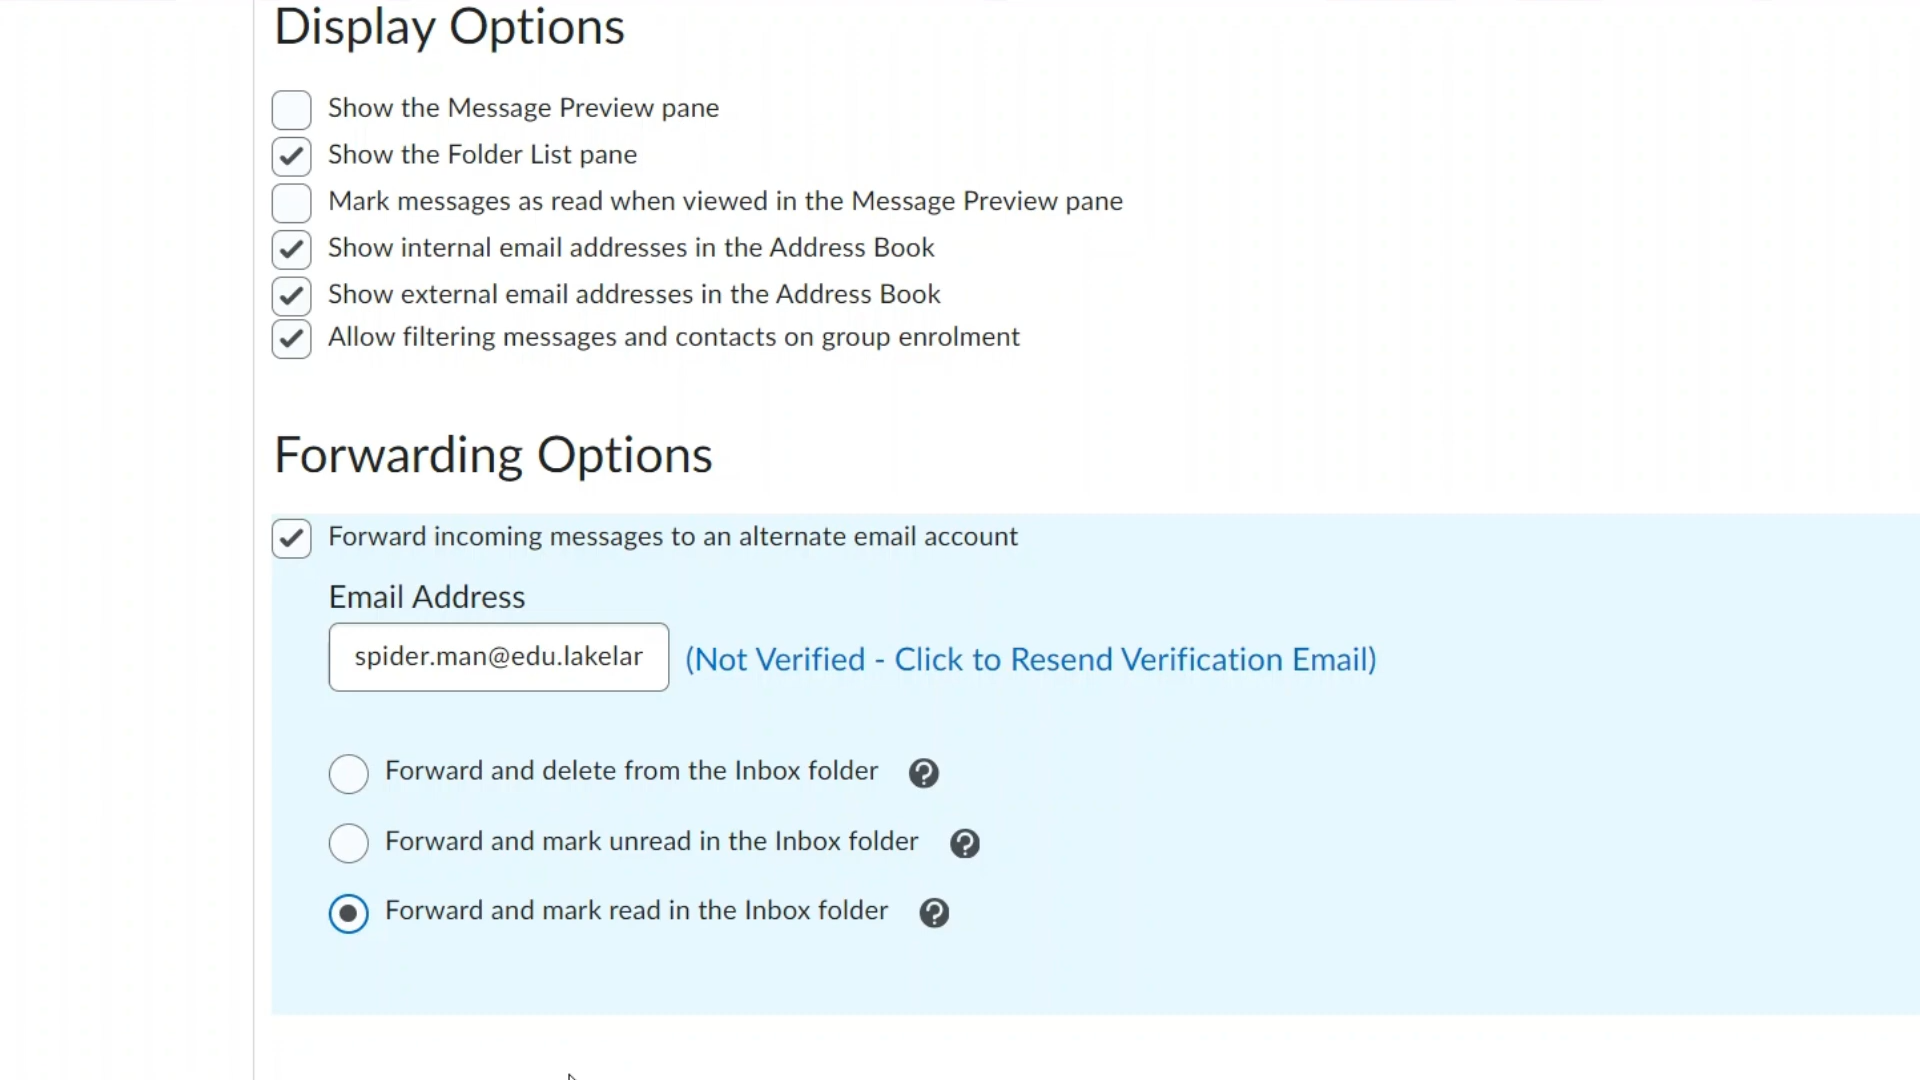 Display Options
Show the Message Preview pane
Show the Folder List pane
Mark messages as read when viewed in the Message Preview pane
Show internal email addresses in the Address Book
Show external email addresses in the Address Book
Allow filtering messages and contacts on group enrolment
Forwarding Options
Forward incoming messages to an alternate email account
Email Address
spider.man@edu.lakelar (Not Verified - Click to Resend Verification Email)
Forward and delete from the Inbox folder ?
Forward and mark unread in the Inbox folder ?
Forward and mark read in the Inbox folder ?